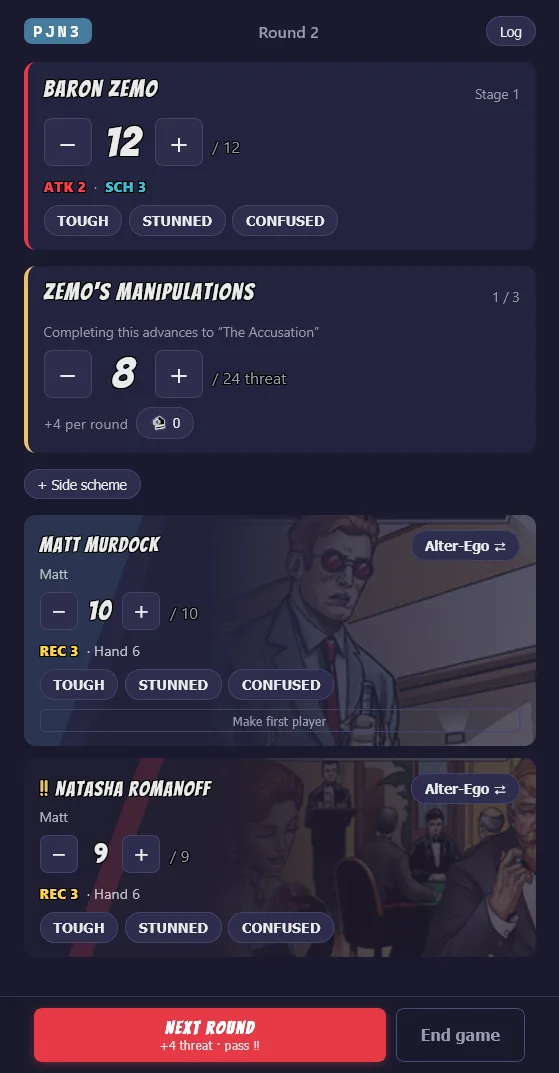 PJN3 Round 2 Log
BARON ZEMO Stage 1
− 12 + / 12
ATK 2 · SCH 3
TOUGH STUNNED CONFUSED
ZEMO'S MANIPULATIONS 1 / 3
Completing this advances to “The Accusation”
− 8 + / 24 threat
+4 per round 0
+ Side scheme
MATT MURDOCK Alter-Ego ⇄
Matt
− 10 + / 10
REC 3 · Hand 6
TOUGH STUNNED CONFUSED
Make first player
‼ NATASHA ROMANOFF Alter-Ego ⇄
Matt
− 9 + / 9
REC 3 · Hand 6
TOUGH STUNNED CONFUSED
NEXT ROUND
+4 threat · pass ‼
End game